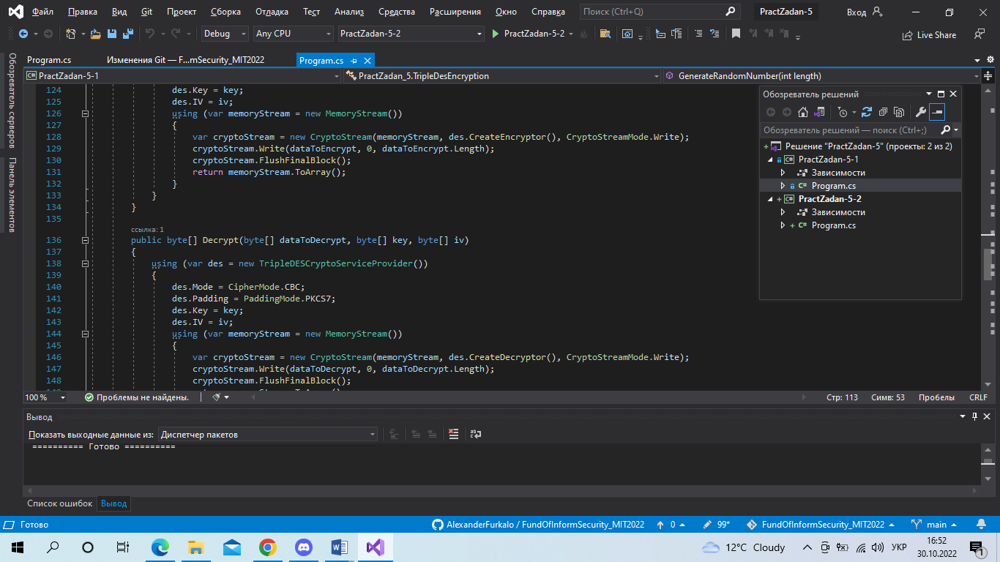 Файл Правка Вид Git Проект Сборка Отладка Тест Анализ Средства Расширения Окно Справка Поиск (Ctrl+Q) PractZadan-5 Вход
Debug Any CPU PractZadan-5-2 PractZadan-5-2 Live Share
Обозреватель серверов
Панель элементов
Program.cs Изменения Git — F...mSecurity_MIT2022 Program.cs
C# PractZadan-5-1 PractZadan_5.TripleDesEncryption GenerateRandomNumber(int length)
124 des.Key = key;
125 des.IV = iv;
126 using (var memoryStream = new MemoryStream())
127 {
128 var cryptoStream = new CryptoStream(memoryStream, des.CreateEncryptor(), CryptoStreamMode.Write);
129 cryptoStream.Write(dataToEncrypt, 0, dataToEncrypt.Length);
130 cryptoStream.FlushFinalBlock();
131 return memoryStream.ToArray();
132 }
133 }
134 }
135
ссылка: 1
136 public byte[] Decrypt(byte[] dataToDecrypt, byte[] key, byte[] iv)
137 {
138 using (var des = new TripleDESCryptoServiceProvider())
139 {
140 des.Mode = CipherMode.CBC;
141 des.Padding = PaddingMode.PKCS7;
142 des.Key = key;
143 des.IV = iv;
144 using (var memoryStream = new MemoryStream())
145 {
146 var cryptoStream = new CryptoStream(memoryStream, des.CreateDecryptor(), CryptoStreamMode.Write);
147 cryptoStream.Write(dataToDecrypt, 0, dataToDecrypt.Length);
148 cryptoStream.FlushFinalBlock();
Обозреватель решений
Обозреватель решений — поиск (Ctrl+;)
Решение "PractZadan-5" (проекты: 2 из 2)
C# PractZadan-5-1
Зависимости
C# Program.cs
C# PractZadan-5-2
Зависимости
C# Program.cs
100 % Проблемы не найдены. Стр: 113 Симв: 53 Пробелы CRLF
Вывод
Показать выходные данные из: Диспетчер пакетов
========== Готово ==========
Список ошибок Вывод
Готово AlexanderFurkalo / FundOfInformSecurity_MIT2022 0 99* FundOfInformSecurity_MIT2022 main
12°C Cloudy УКР 16:52
30.10.2022
1